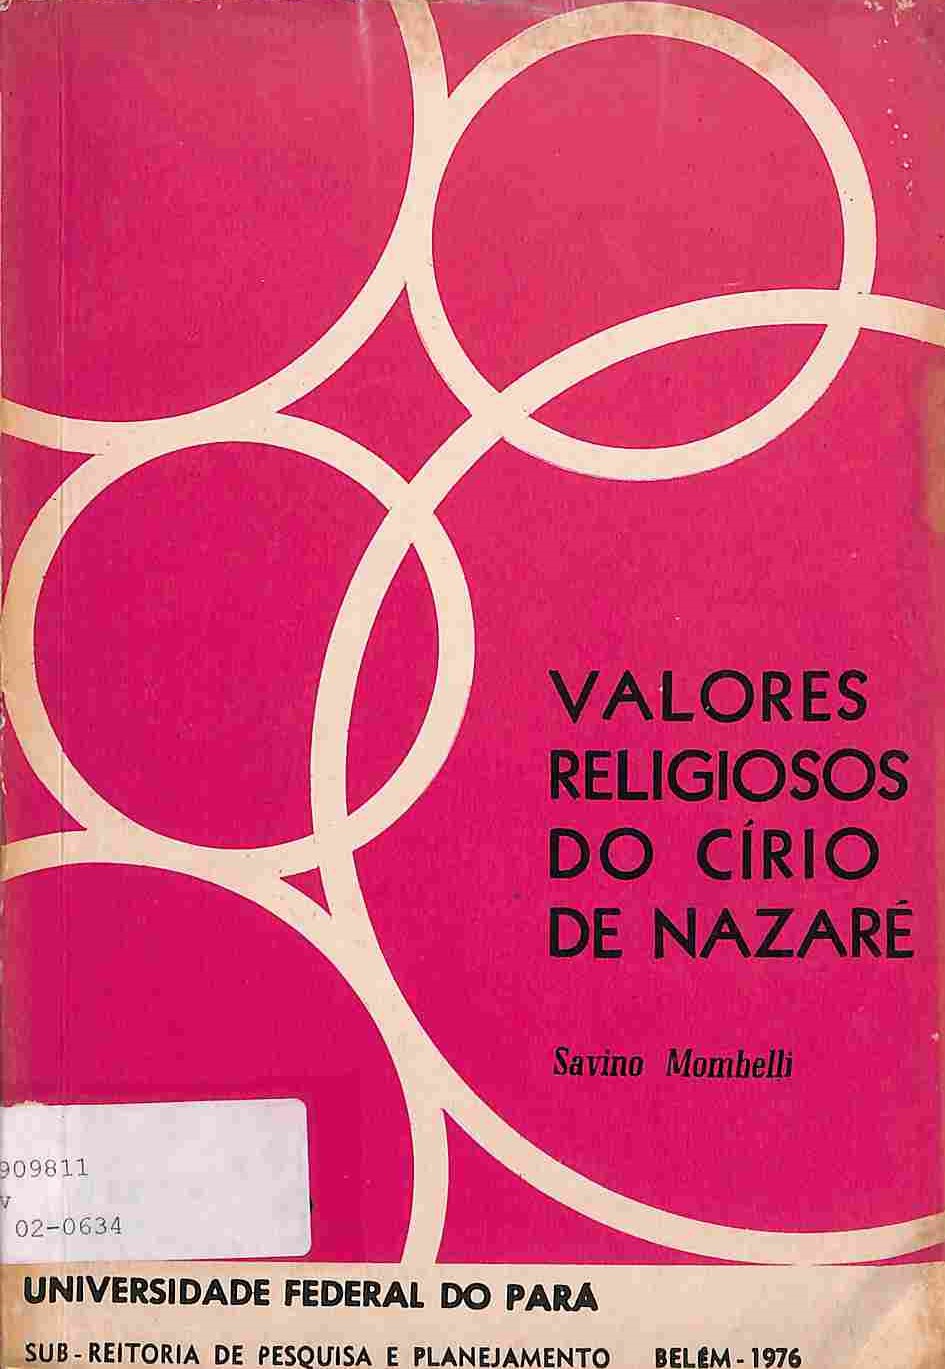 VALORES
RELIGIOSOS
DO CÍRIO
DE NAZARÉ
Savino Mombelli
909811
v
02-0634
UNIVERSIDADE FEDERAL DO PARÁ
SUB-REITORIA DE PESQUISA E PLANEJAMENTO BELÉM-1976